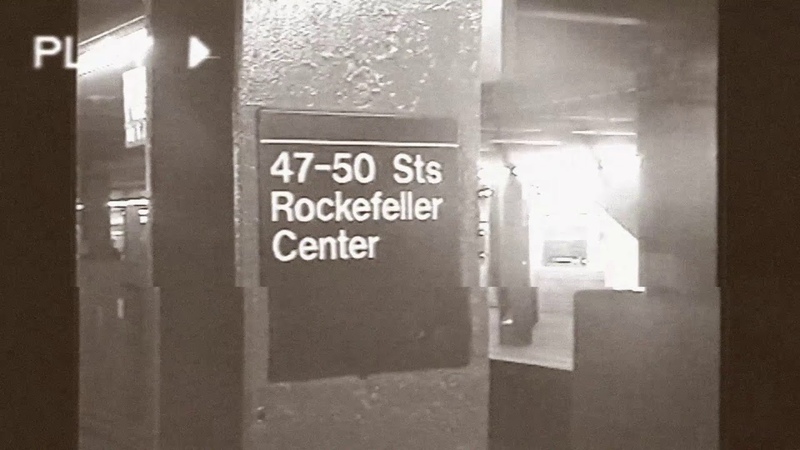 PL
47-50 Sts
Rockefeller
Center